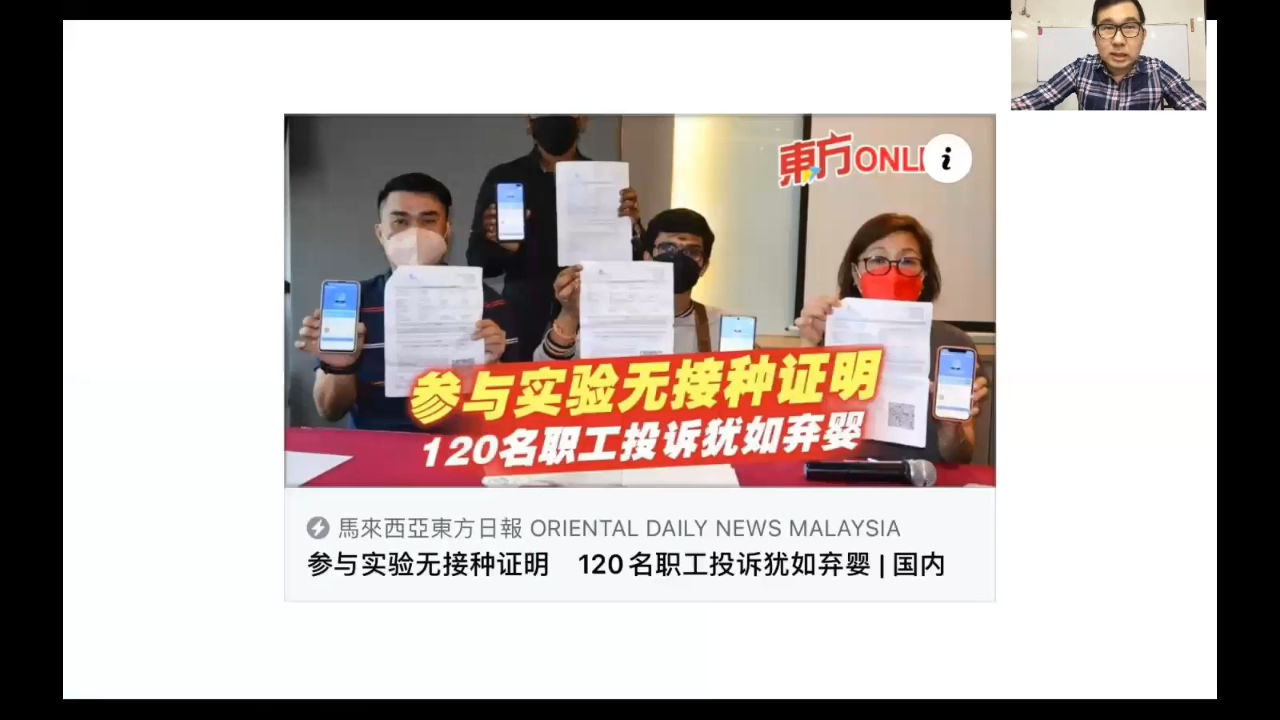 東方ONLI
i
参与实验无接种证明
120名职工投诉犹如弃婴
馬來西亞東方日報 ORIENTAL DAILY NEWS MALAYSIA
参与实验无接种证明 120名职工投诉犹如弃婴 | 国内